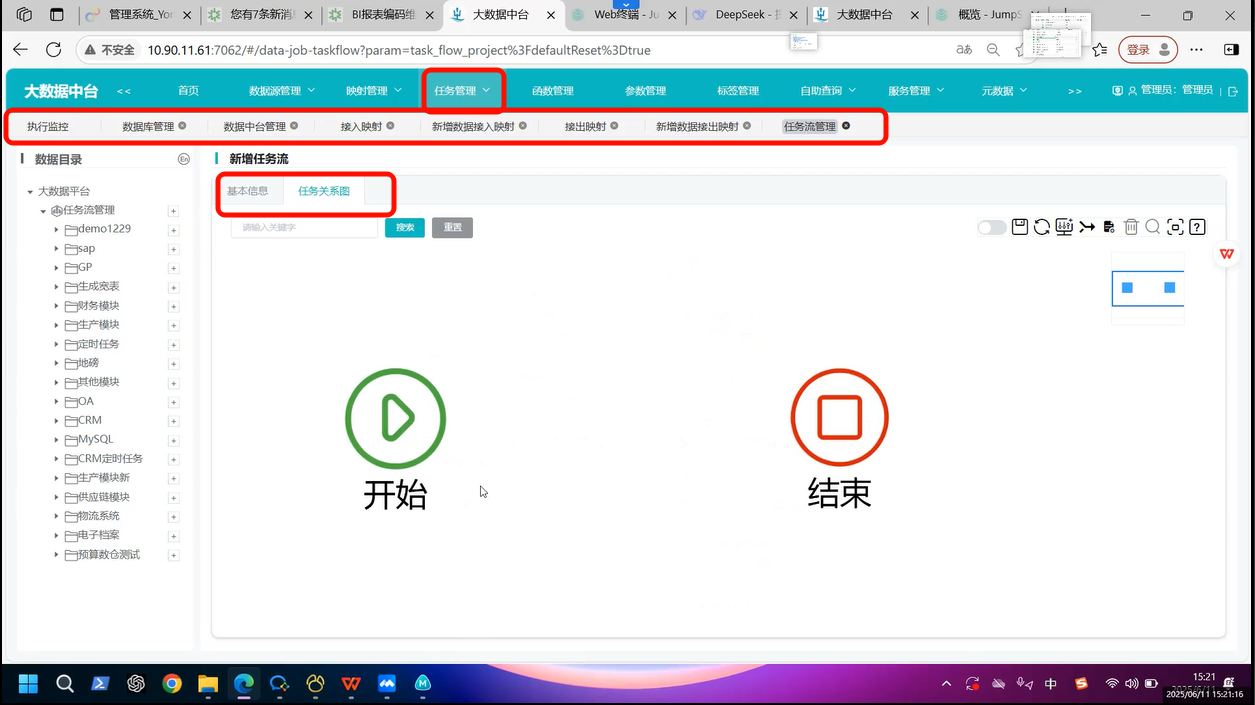 管理系统_Yor
您有7条新消息
BI报表编码维
大数据中台
Web终端 - Ju
DeepSeek - 探
大数据中台
概览 - JumpS
不安全
10.90.11.61:7062/#/data-job-taskflow?param=task_flow_project%3FdefaultReset%3Dtrue
登录
大数据中台
<<
首页
数据源管理
映射管理
任务管理
函数管理
参数管理
标签管理
自助查询
服务管理
元数据
>>
管理员：管理员
执行监控
数据库管理
数据中台管理
接入映射
新增数据接入映射
接出映射
新增数据接出映射
任务流管理
数据目录
En
新增任务流
基本信息
任务关系图
请输入关键字
搜索
重置
大数据平台
任务流管理
demo1229
sap
GP
生成宽表
财务模块
生产模块
定时任务
地磅
其他模块
OA
CRM
MySQL
CRM定时任务
生产模块新
供应链模块
物流系统
电子档案
预算数仓测试
开始
结束
中
15:21
2025/06/11 15:21:16